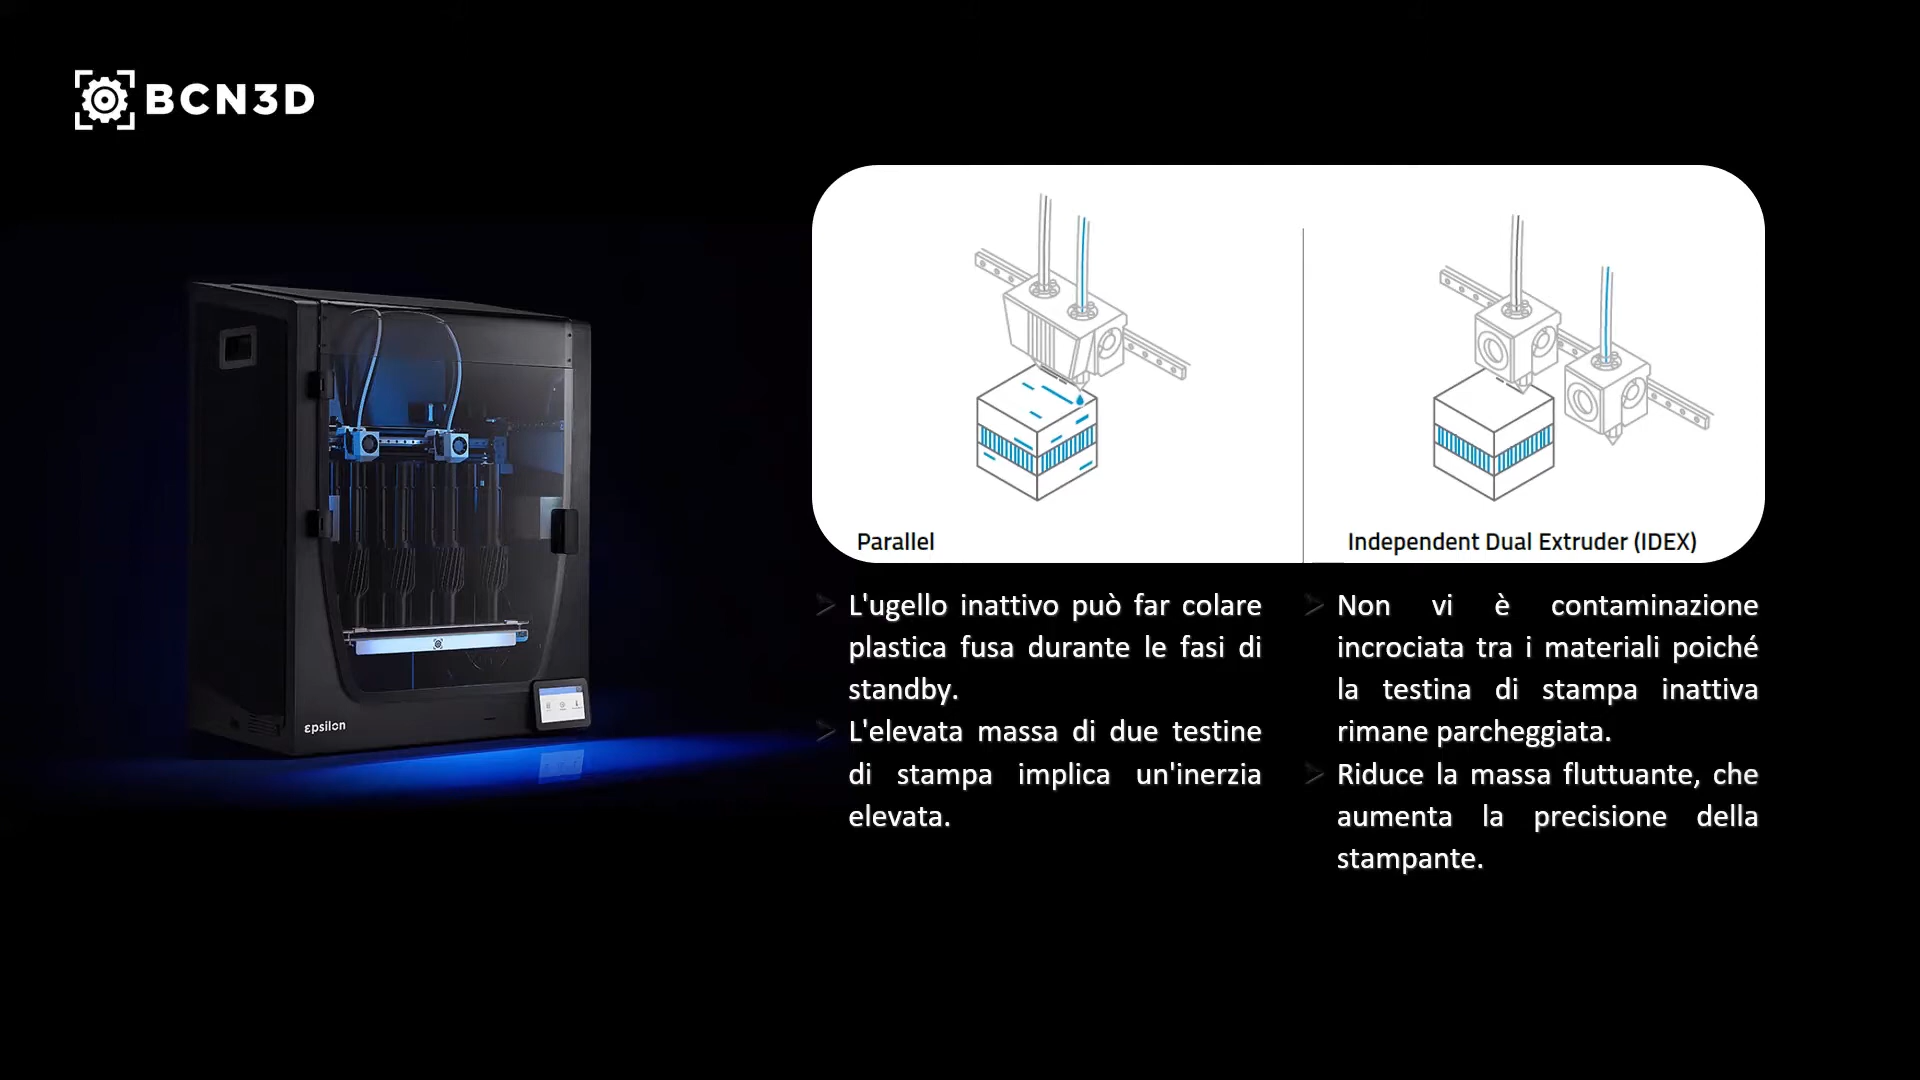 BCN3D
Parallel
Independent Dual Extruder (IDEX)
L'ugello inattivo può far colare
plastica fusa durante le fasi di
standby.
L'elevata massa di due testine
di stampa implica un'inerzia
elevata.
Non vi è contaminazione
incrociata tra i materiali poiché
la testina di stampa inattiva
rimane parcheggiata.
Riduce la massa fluttuante, che
aumenta la precisione della
stampante.
εpsilon